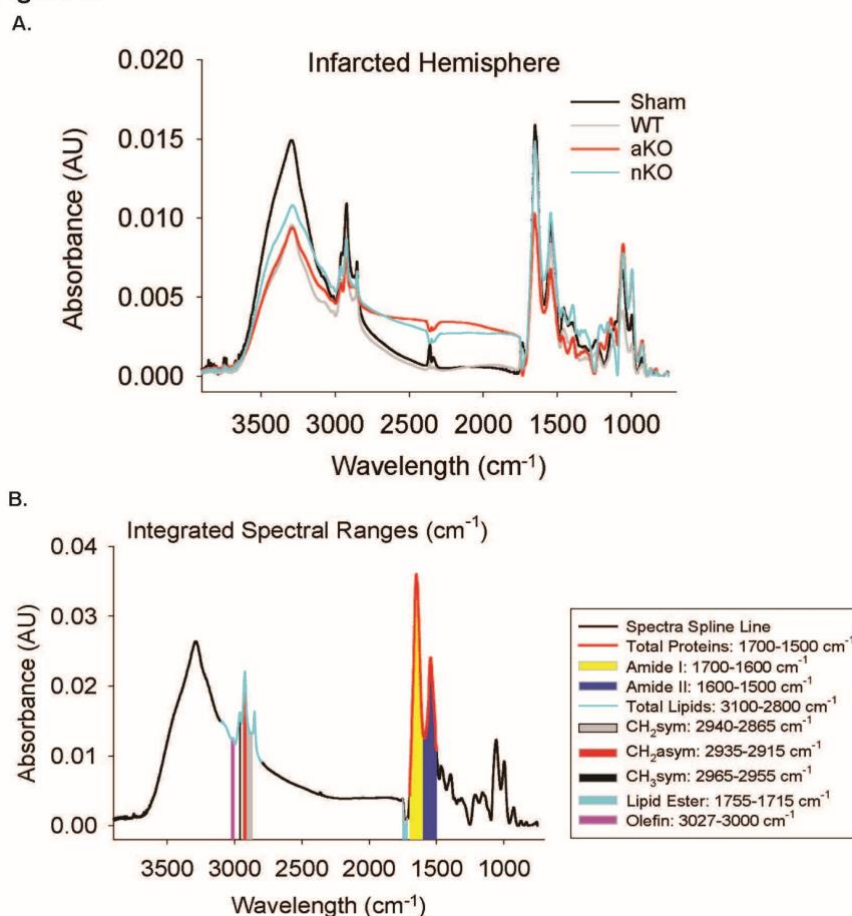 A.
Infarcted Hemisphere
Sham
WT
aKO
nKO
Absorbance (AU)
0.020
0.015
0.010
0.005
0.000
3500 3000 2500 2000 1500 1000
Wavelength (cm⁻¹)
B.
Integrated Spectral Ranges (cm⁻¹)
Absorbance (AU)
0.04
0.03
0.02
0.01
0.00
3500 3000 2500 2000 1500 1000
Wavelength (cm⁻¹)
Spectra Spline Line
Total Proteins: 1700-1500 cm⁻¹
Amide I: 1700-1600 cm⁻¹
Amide II: 1600-1500 cm⁻¹
Total Lipids: 3100-2800 cm⁻¹
CH₂sym: 2940-2865 cm⁻¹
CH₂asym: 2935-2915 cm⁻¹
CH₃sym: 2965-2955 cm⁻¹
Lipid Ester: 1755-1715 cm⁻¹
Olefin: 3027-3000 cm⁻¹